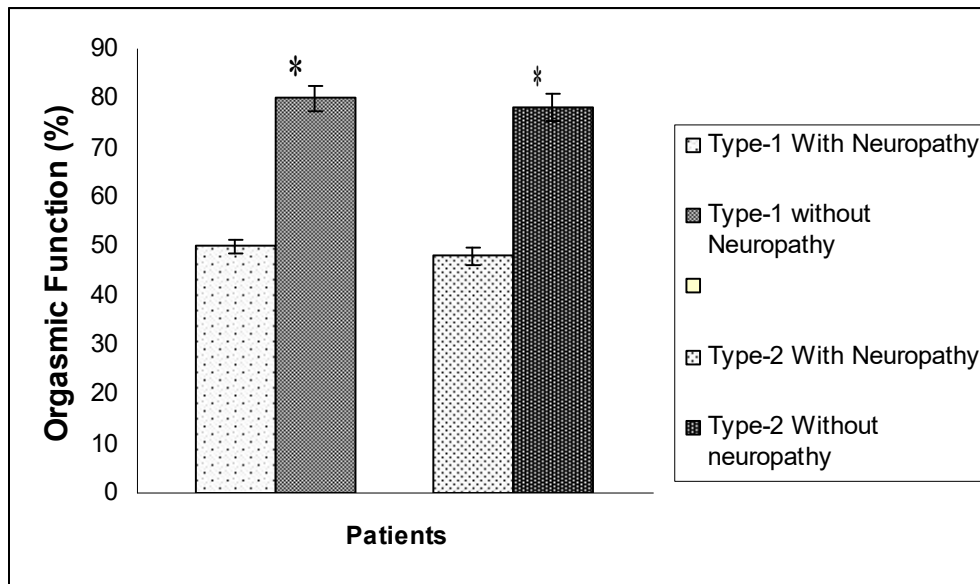 Orgasmic Function (%)
90
80
70
60
50
40
30
20
10
0
*
*
Patients
Type-1 With Neuropathy
Type-1 without
Neuropathy
Type-2 With Neuropathy
Type-2 Without
neuropathy